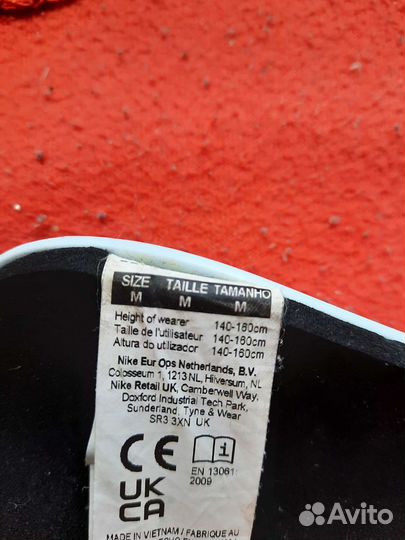 SIZE TAILLE TAMANHO
M M M
Height of wearer 140-160cm
Taille de l'utilisateur 140-160cm
Altura do utilizador 140-160cm
Nike Eur Ops Netherlands, B.V.
Colosseum 1, 1213 NL, Hilversum, NL
Nike Retail UK, Camberwell Way,
Doxford Industrial Tech Park,
Sunderland, Tyne & Wear
SR3 3XN UK
CE
i
EN 13061:
2009
UK
CA
MADE IN VIETNAM / FABRIQUÉ AU
Avito